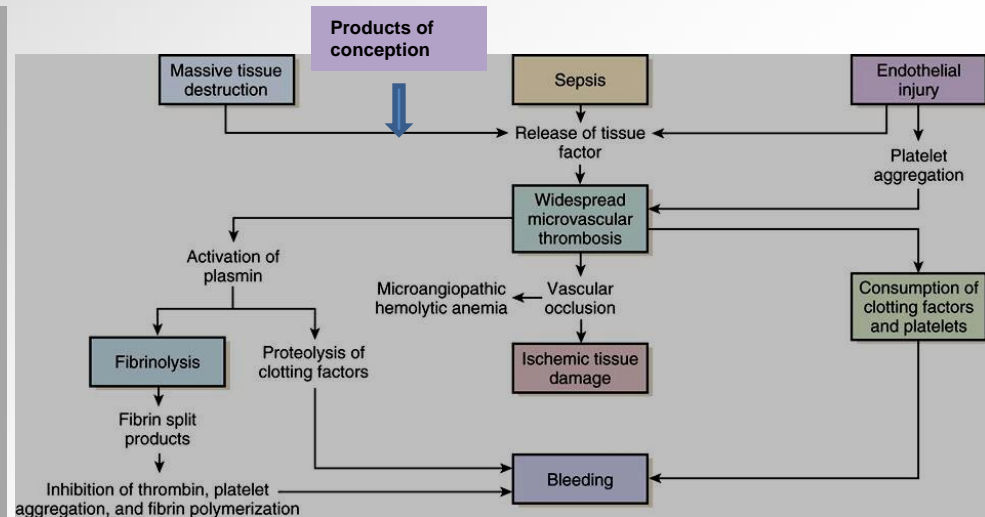 Products of
conception
Massive tissue
destruction
Sepsis
Endothelial
injury
Release of tissue
factor
Platelet
aggregation
Widespread
microvascular
thrombosis
Activation of
plasmin
Microangiopathic
hemolytic anemia
Vascular
occlusion
Consumption of
clotting factors
and platelets
Fibrinolysis
Proteolysis of
clotting factors
Ischemic tissue
damage
Fibrin split
products
Bleeding
Inhibition of thrombin, platelet
aggregation, and fibrin polymerization